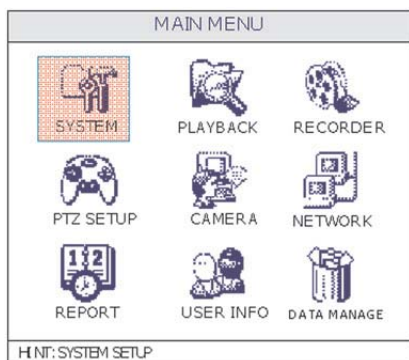 MAIN MENU
SYSTEM PLAYBACK RECORDER
PTZ SETUP CAMERA NETWORK
1 2
REPORT USER INFO DATA MANAGE
HINT: SYSTEM SETUP